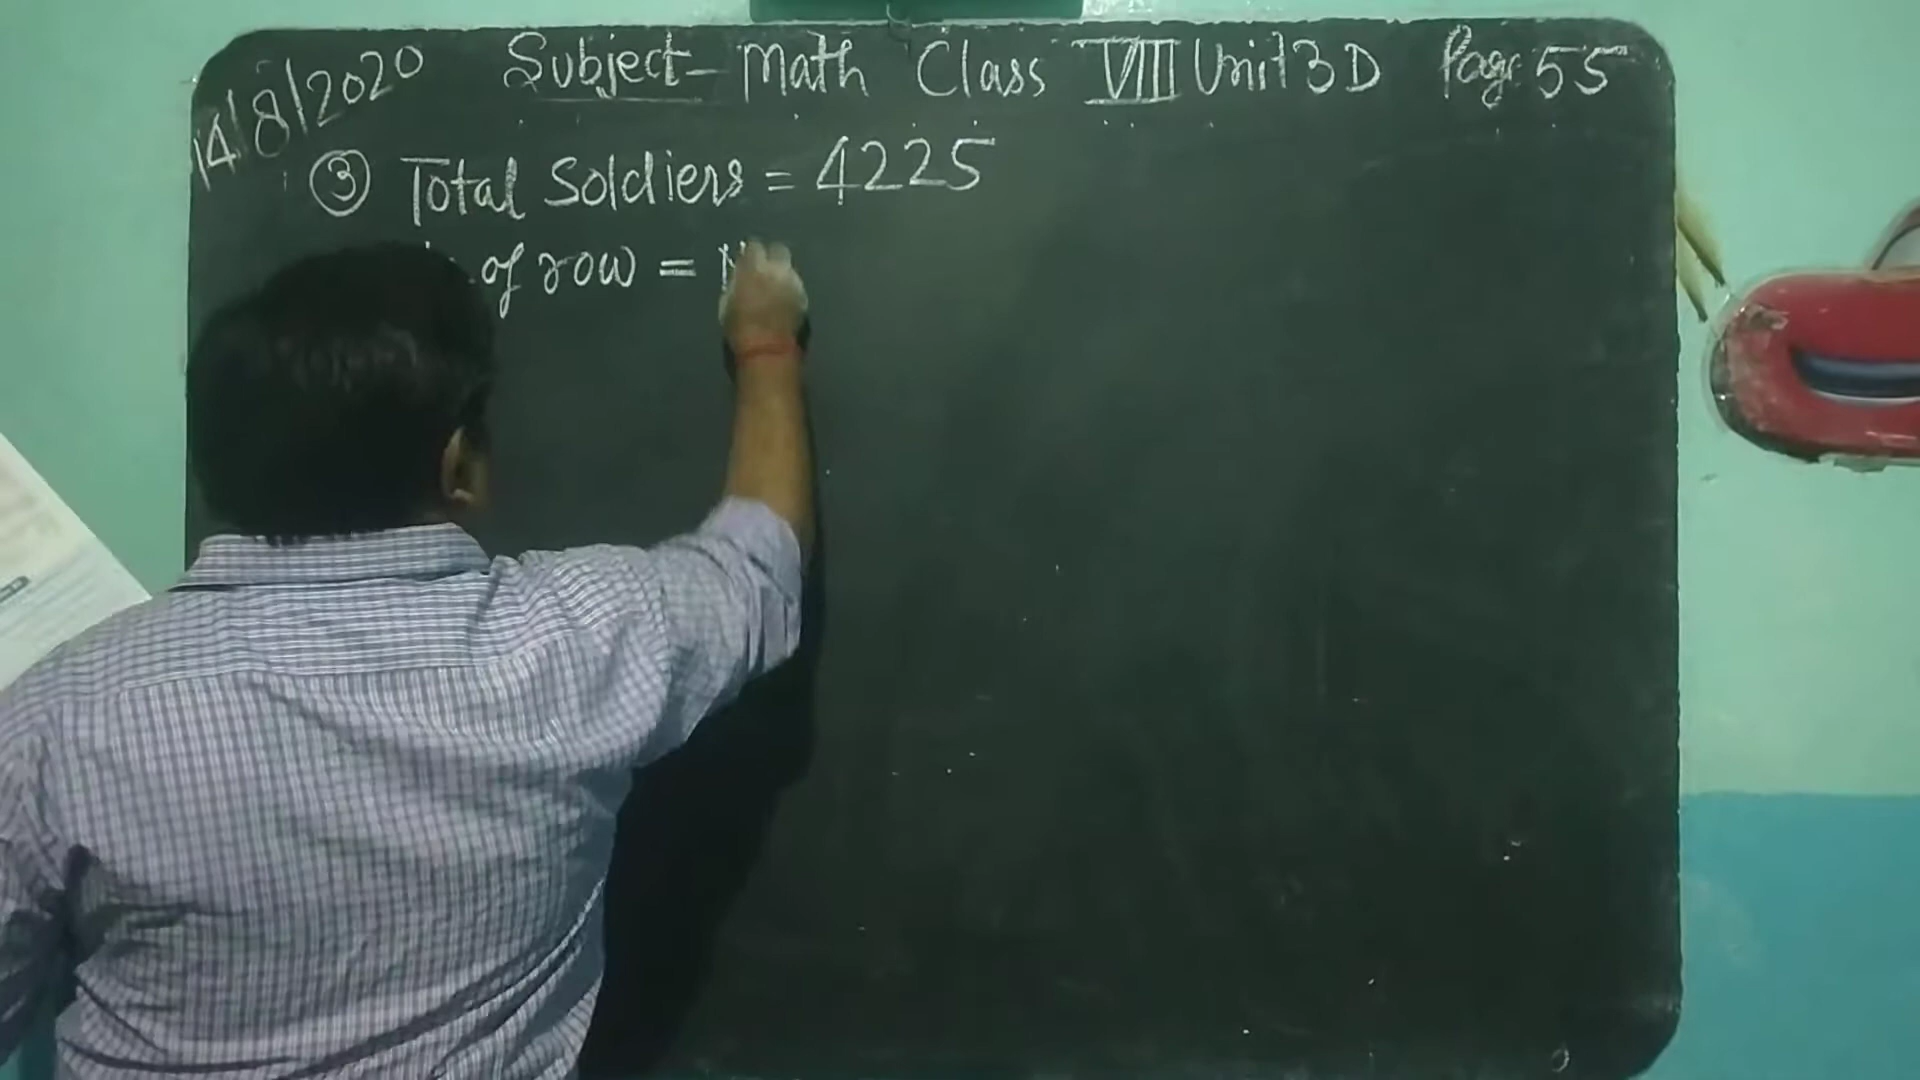 14/8/2020 Subject- Math Class VIII Unit 3D Page 55
③ Total Soldiers = 4225
of row = N